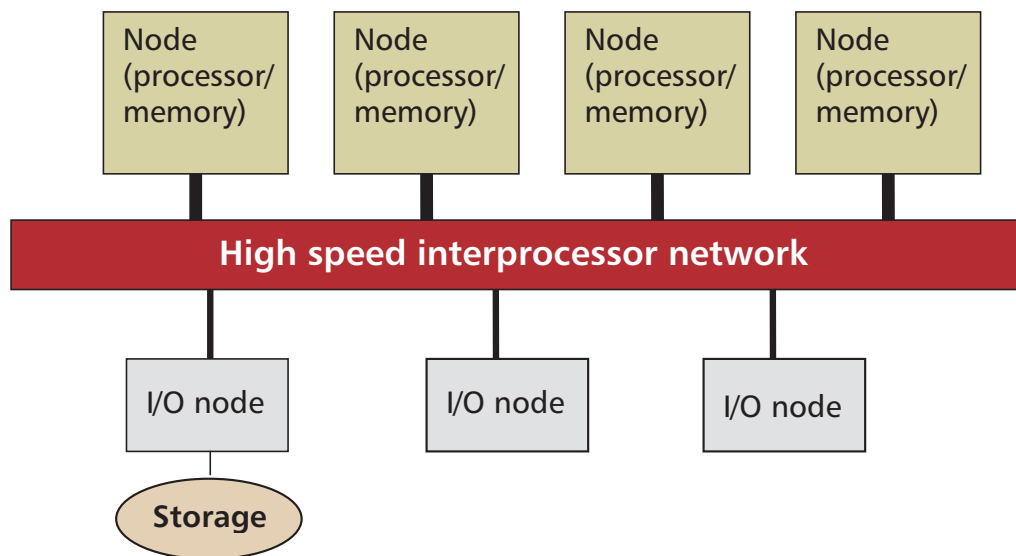 Node
(processor/
memory)
Node
(processor/
memory)
Node
(processor/
memory)
Node
(processor/
memory)
High speed interprocessor network
I/O node
I/O node
I/O node
Storage